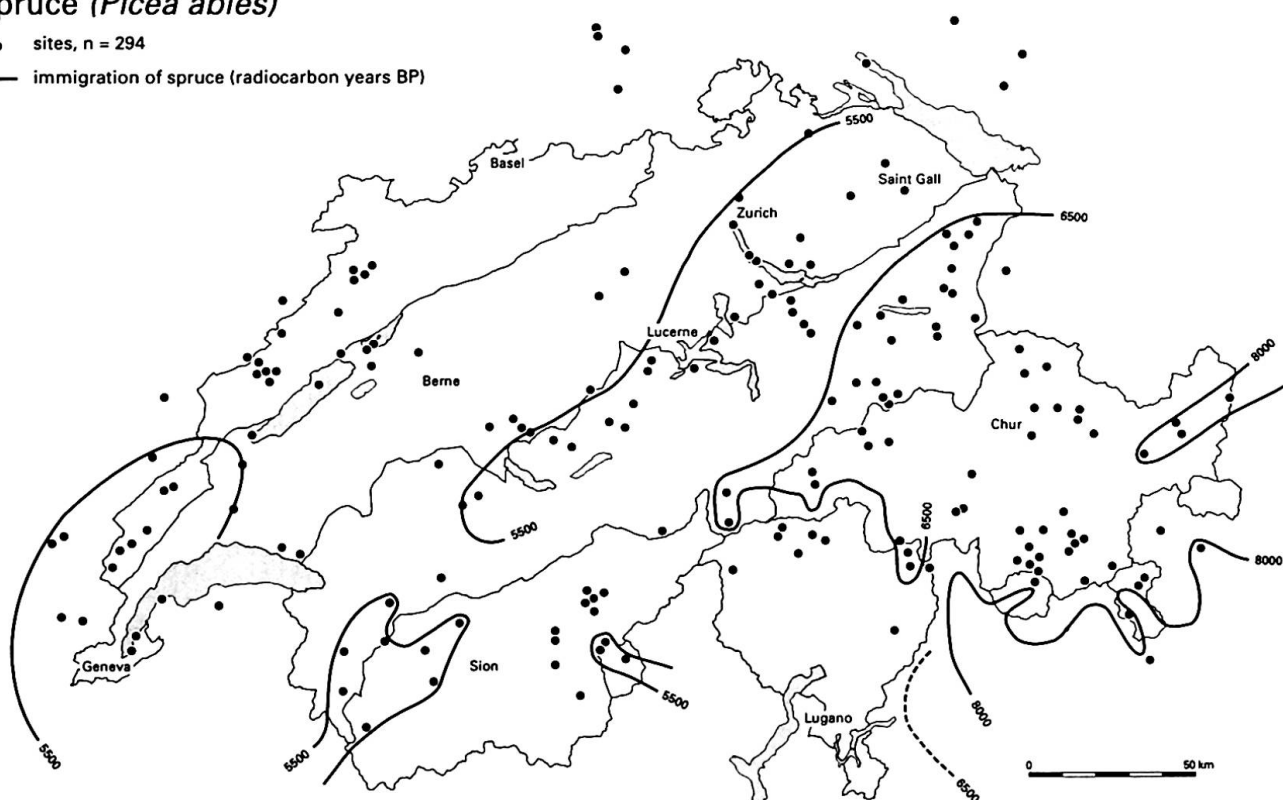 pruce (Picea abies)
sites, n = 294
immigration of spruce (radiocarbon years BP)
5500
Basel
Saint Gall
Zurich
6500
Lucerne
8000
Berne
Chur
6500
5500
8000
Geneva
Sion
5500
8000
Lugano
5500
5500
6500
0
50 km